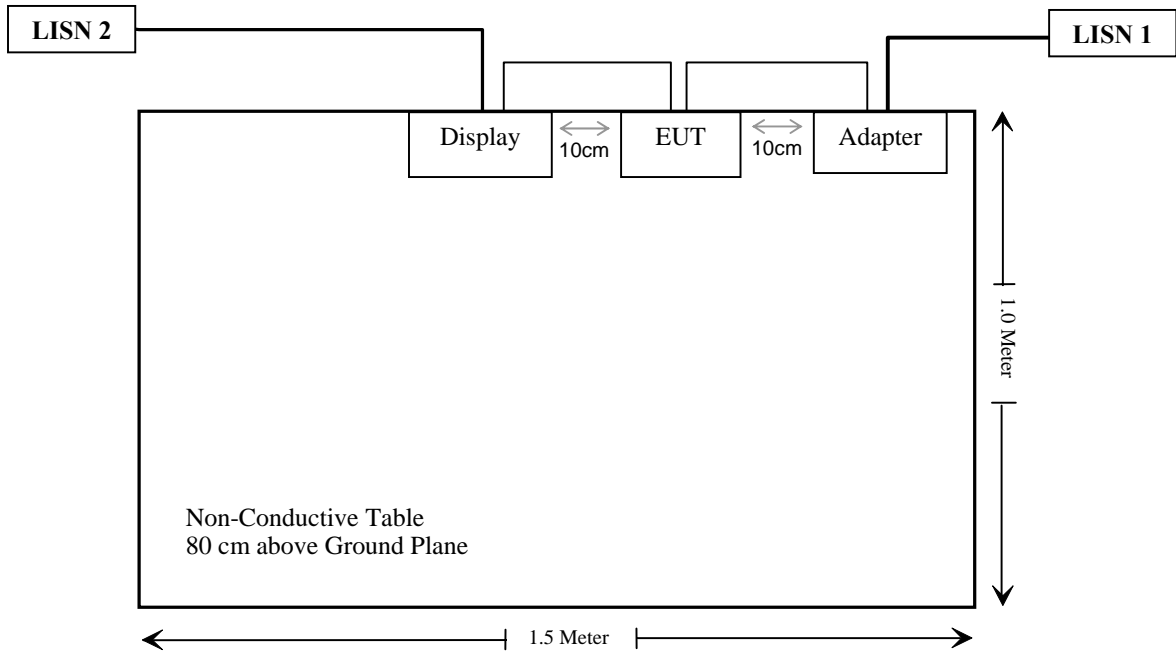 LISN 2
LISN 1
Display
10cm
EUT
10cm
Adapter
1.0 Meter
Non-Conductive Table
80 cm above Ground Plane
1.5 Meter